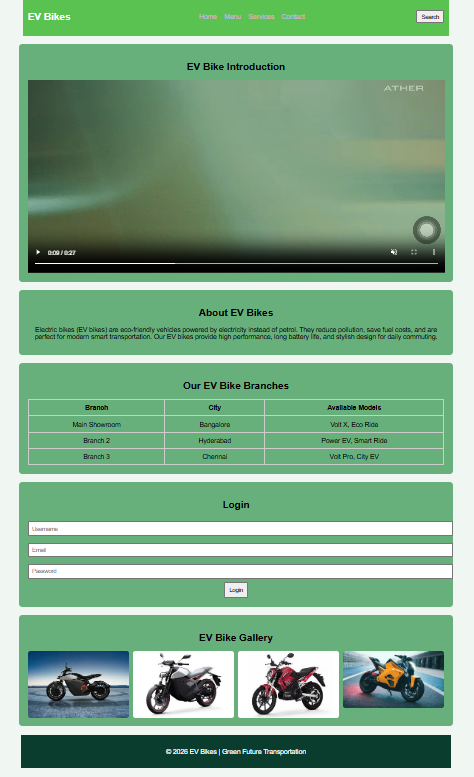 EV Bikes
Home Menu Services Contact
Search
EV Bike Introduction
ATHER
0:09 / 0:27
About EV Bikes
Electric bikes (EV bikes) are eco-friendly vehicles powered by electricity instead of petrol. They reduce pollution, save fuel costs, and are
perfect for modern smart transportation. Our EV bikes provide high performance, long battery life, and stylish design for daily commuting.
Our EV Bike Branches
Branch City Available Models
Main Showroom Bangalore Volt X, Eco Ride
Branch 2 Hyderabad Power EV, Smart Ride
Branch 3 Chennai Volt Pro, City EV
Login
Username
Email
Password
Login
EV Bike Gallery
© 2026 EV Bikes | Green Future Transportation